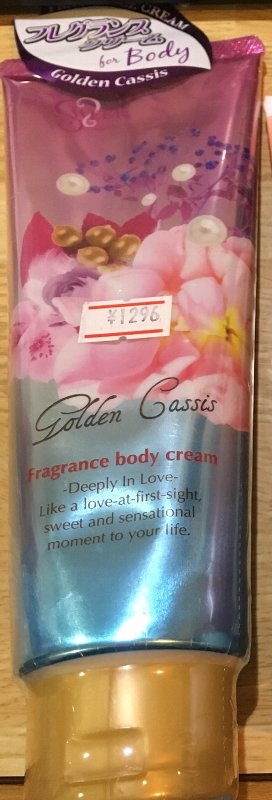 CREAM
フレグランス
クリーム
for Body
Golden Cassis
¥1296
Golden Cassis
Fragrance body cream
-Deeply In Love-
Like a love-at-first-sight,
sweet and sensational
moment to your life.